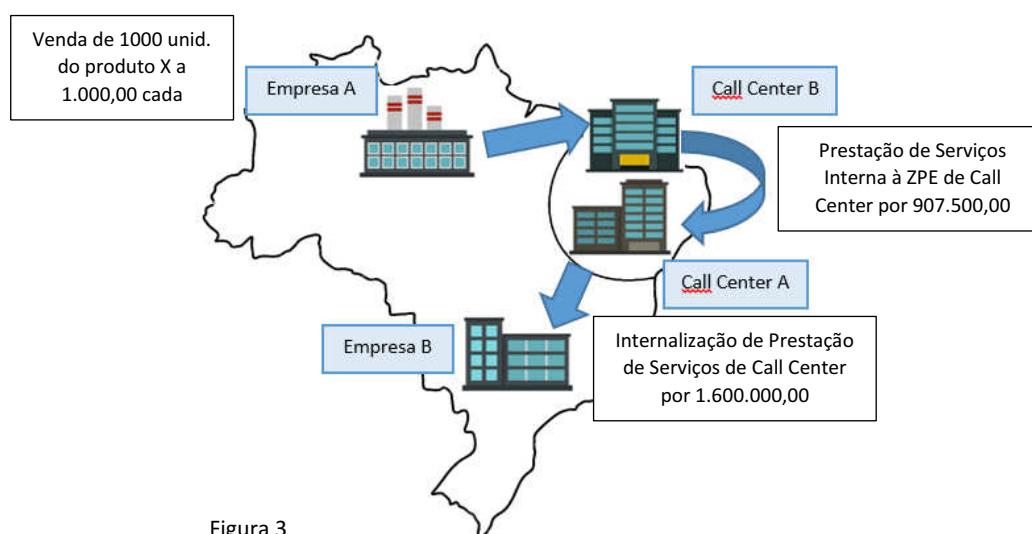 Venda de 1000 unid.
do produto X a
1.000,00 cada
Empresa A
Call Center B
Prestação de Serviços
Interna à ZPE de Call
Center por 907.500,00
Call Center A
Empresa B
Internalização de Prestação
de Serviços de Call Center
por 1.600.000,00
Figura 3